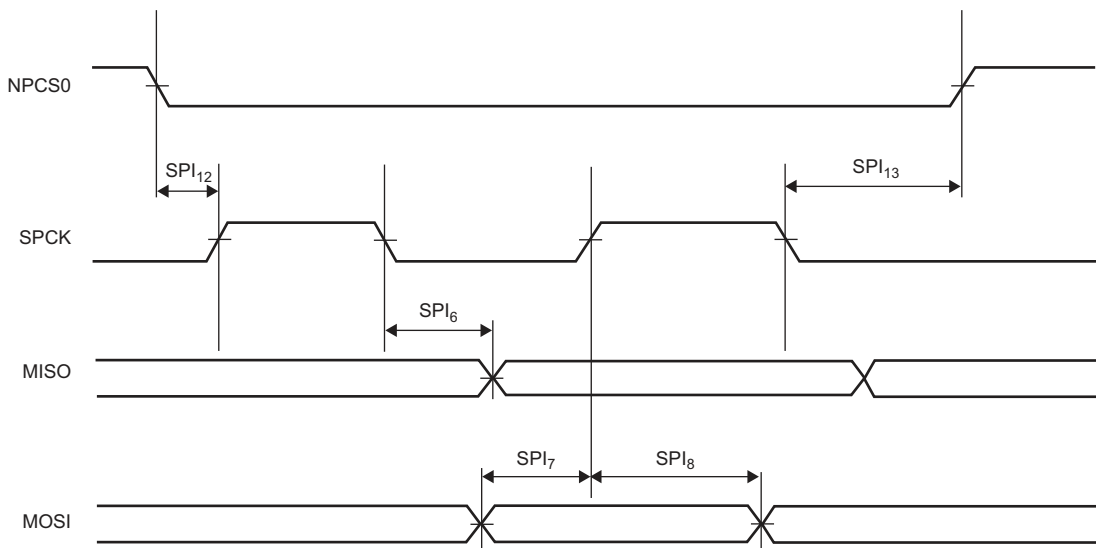 NPCS0
SPI₁₂
SPI₁₃
SPCK
SPI₆
MISO
SPI₇ SPI₈
MOSI